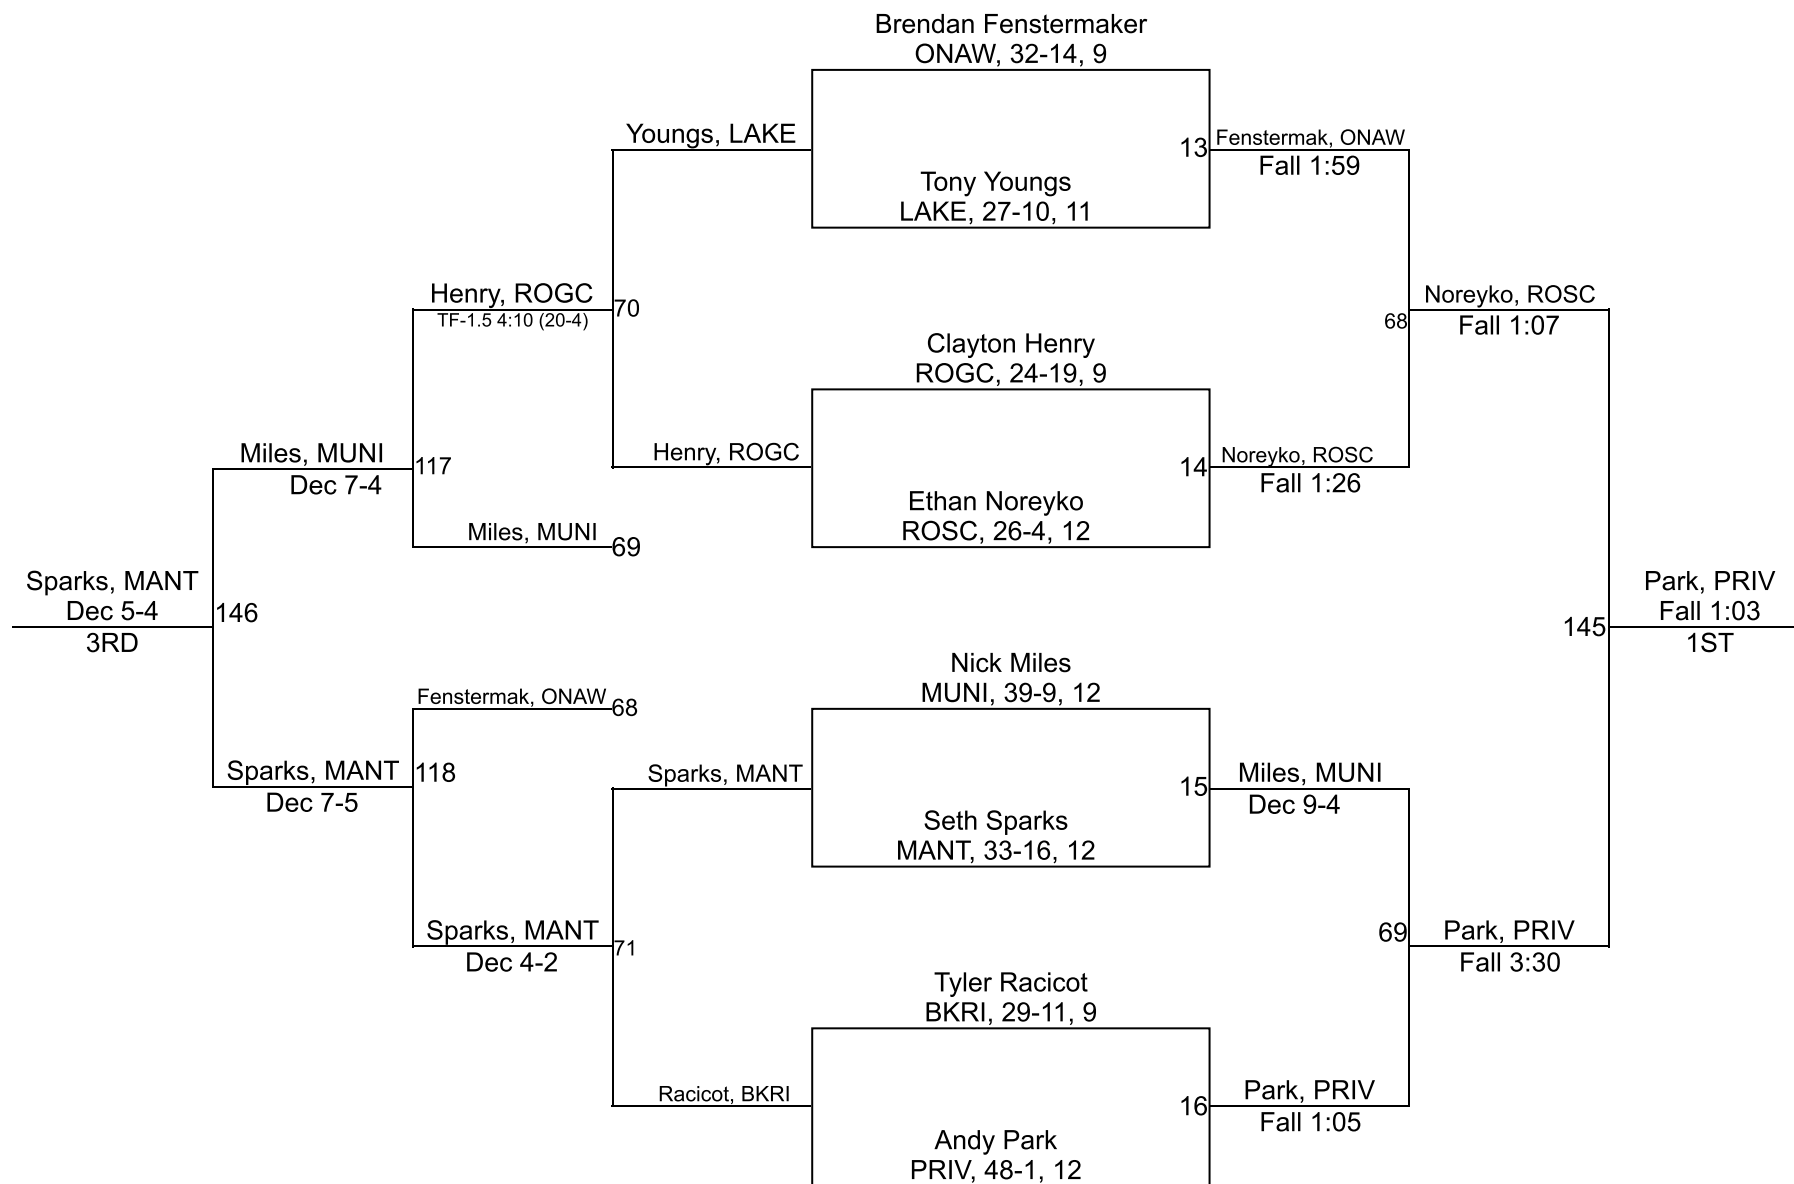 Brendan Fenstermaker
ONAW, 32-14, 9
Youngs, LAKE
13
Fenstermak, ONAW
Fall 1:59
Tony Youngs
LAKE, 27-10, 11
Henry, ROGC
TF-1.5 4:10 (20-4)
70
68
Noreyko, ROSC
Fall 1:07
Clayton Henry
ROGC, 24-19, 9
Miles, MUNI
Dec 7-4
117
Henry, ROGC
14
Noreyko, ROSC
Fall 1:26
Ethan Noreyko
ROSC, 26-4, 12
Miles, MUNI
69
Sparks, MANT
Dec 5-4
3RD
146
145
Park, PRIV
Fall 1:03
1ST
Nick Miles
MUNI, 39-9, 12
Fenstermak, ONAW
68
Sparks, MANT
Dec 7-5
118
Sparks, MANT
15
Miles, MUNI
Dec 9-4
Seth Sparks
MANT, 33-16, 12
Sparks, MANT
Dec 4-2
71
69
Park, PRIV
Fall 3:30
Tyler Racicot
BKRI, 29-11, 9
Racicot, BKRI
16
Park, PRIV
Fall 1:05
Andy Park
PRIV, 48-1, 12